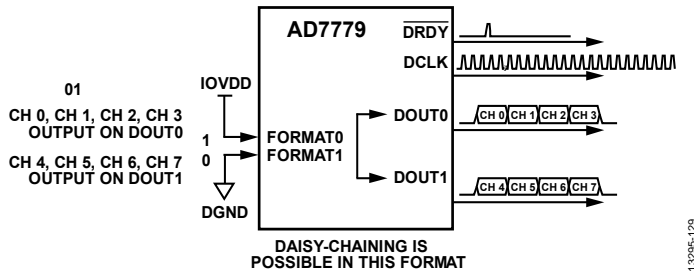 AD7779
DRDY
DCLK
IOVDD
01
CH 0, CH 1, CH 2, CH 3
OUTPUT ON DOUT0
1
FORMAT0
DOUT0
CH 0 CH 1 CH 2 CH 3
CH 4, CH 5, CH 6, CH 7
OUTPUT ON DOUT1
0
FORMAT1
DOUT1
CH 4 CH 5 CH 6 CH 7
DGND
DAISY-CHAINING IS
POSSIBLE IN THIS FORMAT
13295-129